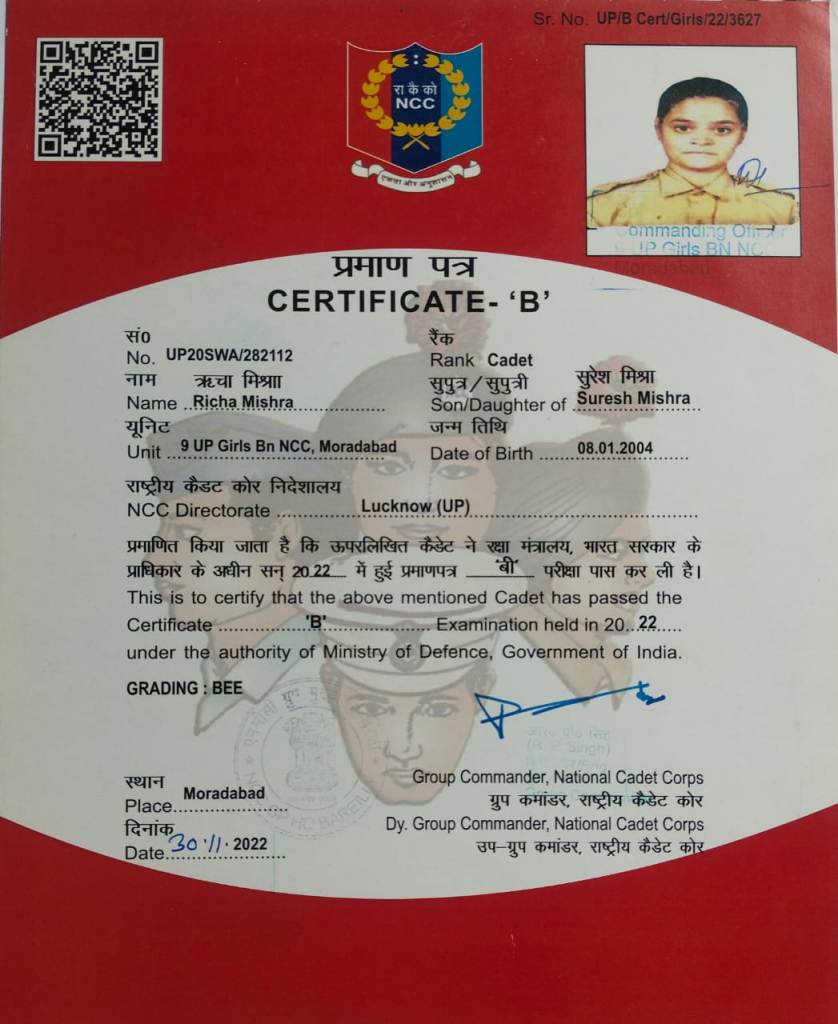 Sr. No. UP/B Cert/Girls/22/3627
रा कै को
NCC
एकता और अनुशासन
Commanding Officer
9 UP Girls BN NCC
Moradabad
प्रमाण पत्र
CERTIFICATE- ‘B’
सं0
No. UP20SWA/282112
रैंक
Rank Cadet
नाम ऋचा मिश्राा
Name Richa Mishra
सुपुत्र/सुपुत्री सुरेश मिश्रा
Son/Daughter of Suresh Mishra
यूनिट
Unit 9 UP Girls Bn NCC, Moradabad
जन्म तिथि
Date of Birth 08.01.2004
राष्ट्रीय कैडट कोर निदेशालय
NCC Directorate Lucknow (UP)
प्रमाणित किया जाता है कि ऊपरलिखित कैडेट ने रक्षा मंत्रालय, भारत सरकार के
प्राधिकार के अधीन सन् 2022 में हुई प्रमाणपत्र 'बी' परीक्षा पास कर ली है।
This is to certify that the above mentioned Cadet has passed the
Certificate 'B' Examination held in 20 22
under the authority of Ministry of Defence, Government of India.
GRADING : BEE
स्थान
Place Moradabad
दिनांक
Date 30.11.2022
Group Commander, National Cadet Corps
ग्रुप कमांडर, राष्ट्रीय कैडेट कोर
Dy. Group Commander, National Cadet Corps
उप–ग्रुप कमांडर, राष्ट्रीय कैडेट कोर